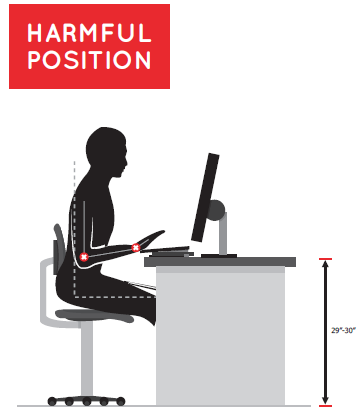 HARMFUL
POSITION
29"-30"